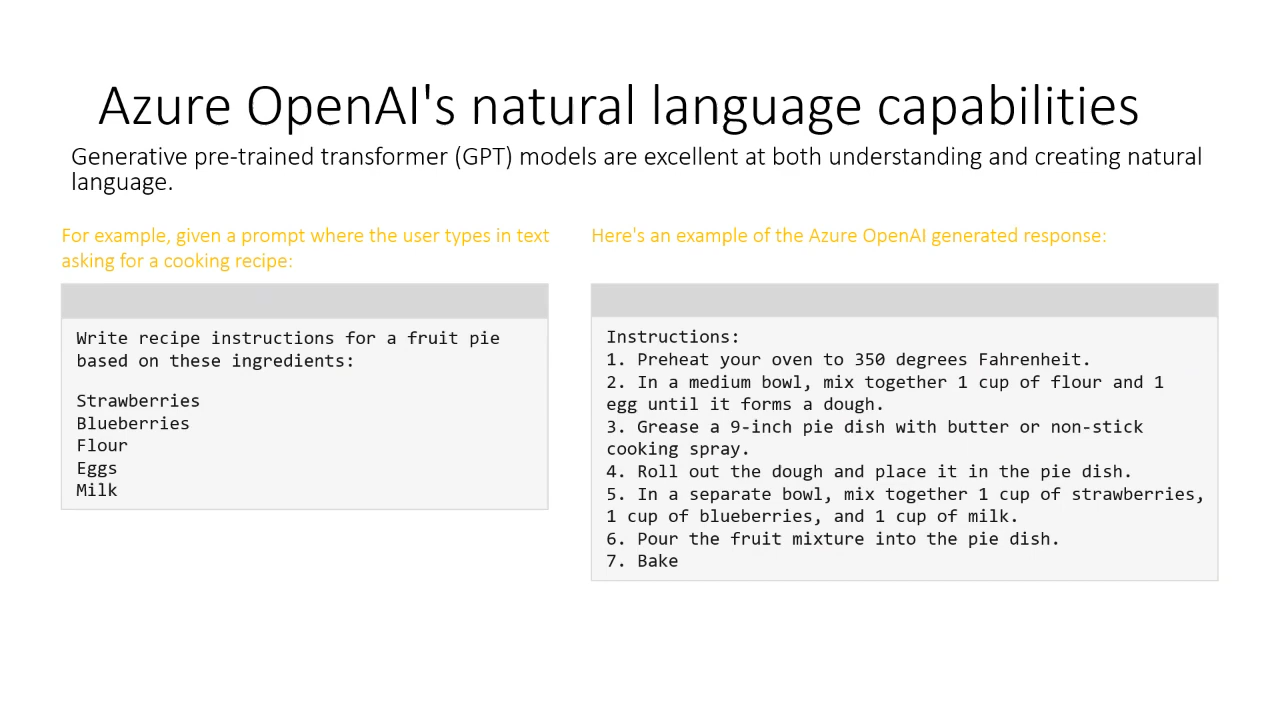 Azure OpenAI's natural language capabilities
Generative pre-trained transformer (GPT) models are excellent at both understanding and creating natural
language.
For example, given a prompt where the user types in text
asking for a cooking recipe:
Write recipe instructions for a fruit pie
based on these ingredients:
Strawberries
Blueberries
Flour
Eggs
Milk
Here's an example of the Azure OpenAI generated response:
Instructions:
1. Preheat your oven to 350 degrees Fahrenheit.
2. In a medium bowl, mix together 1 cup of flour and 1
egg until it forms a dough.
3. Grease a 9-inch pie dish with butter or non-stick
cooking spray.
4. Roll out the dough and place it in the pie dish.
5. In a separate bowl, mix together 1 cup of strawberries,
1 cup of blueberries, and 1 cup of milk.
6. Pour the fruit mixture into the pie dish.
7. Bake